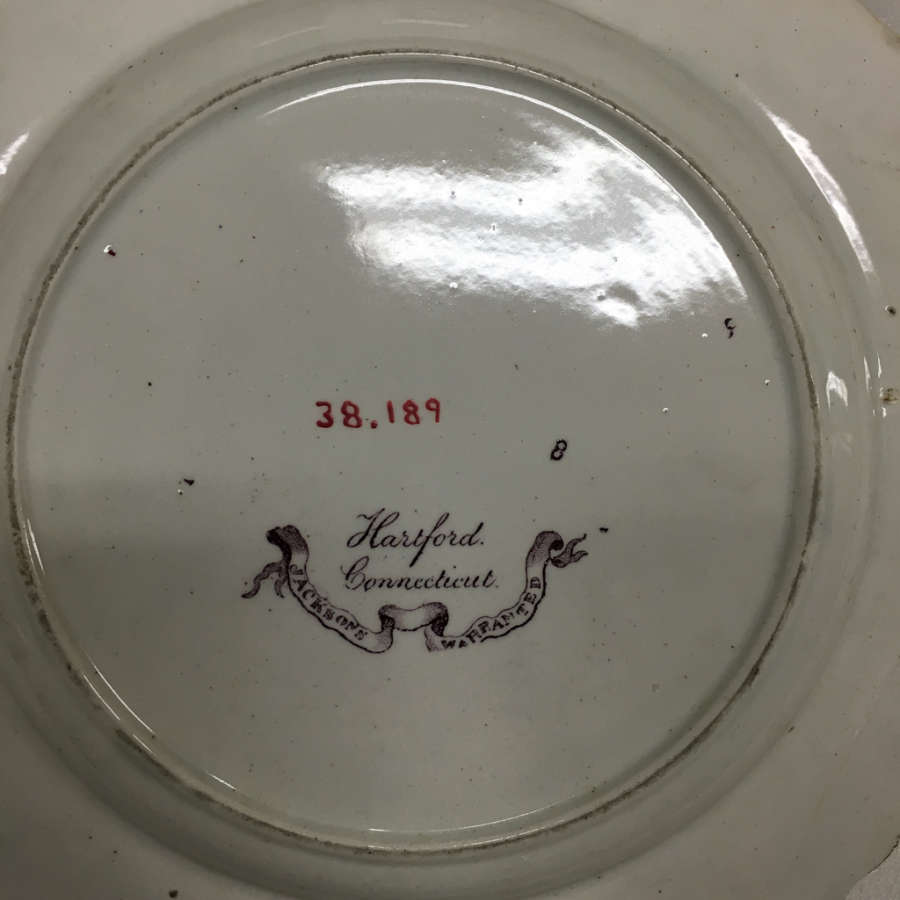 38.189
8
Hartford.
Connecticut.
JACKSONS WARRANTED